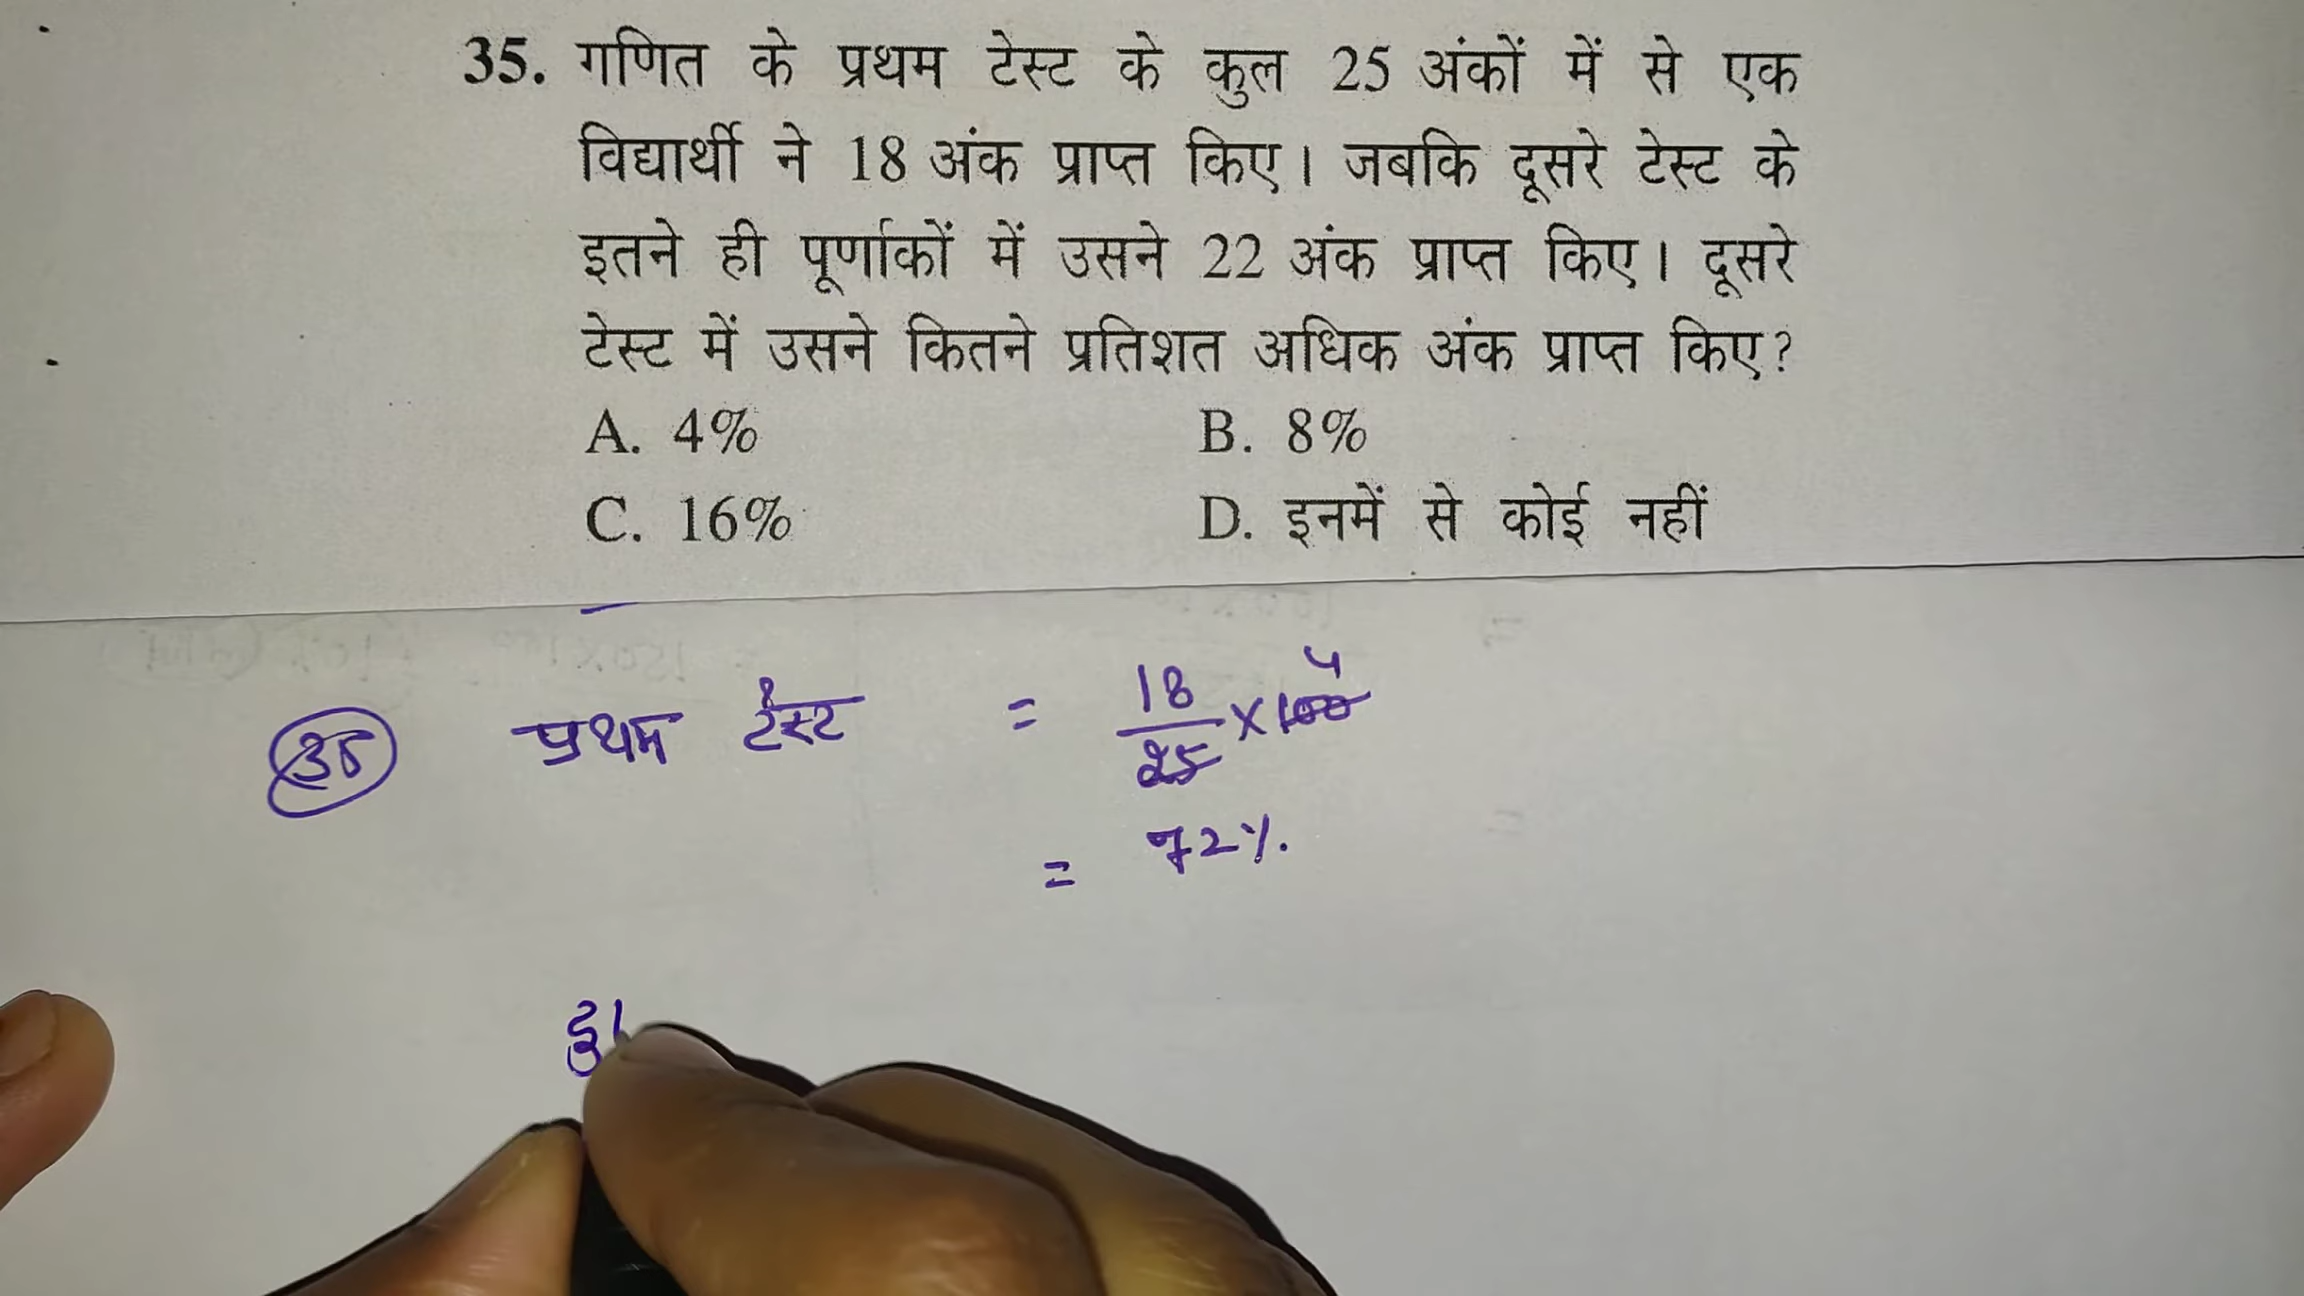 35. गणित के प्रथम टेस्ट के कुल 25 अंकों में से एक
विद्यार्थी ने 18 अंक प्राप्त किए। जबकि दूसरे टेस्ट के
इतने ही पूर्णाकों में उसने 22 अंक प्राप्त किए। दूसरे
टेस्ट में उसने कितने प्रतिशत अधिक अंक प्राप्त किए?
A. 4% B. 8%
C. 16% D. इनमें से कोई नहीं
35 प्रथम टेस्ट = 18/25 × 100 4
= 72%.